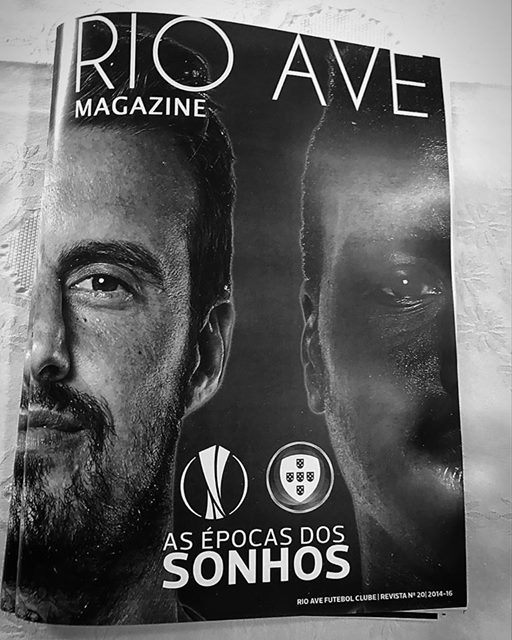 RIO AVE
MAGAZINE
AS ÉPOCAS DOS
SONHOS
RIO AVE FUTEBOL CLUBE | REVISTA Nº 20 | 2014-16